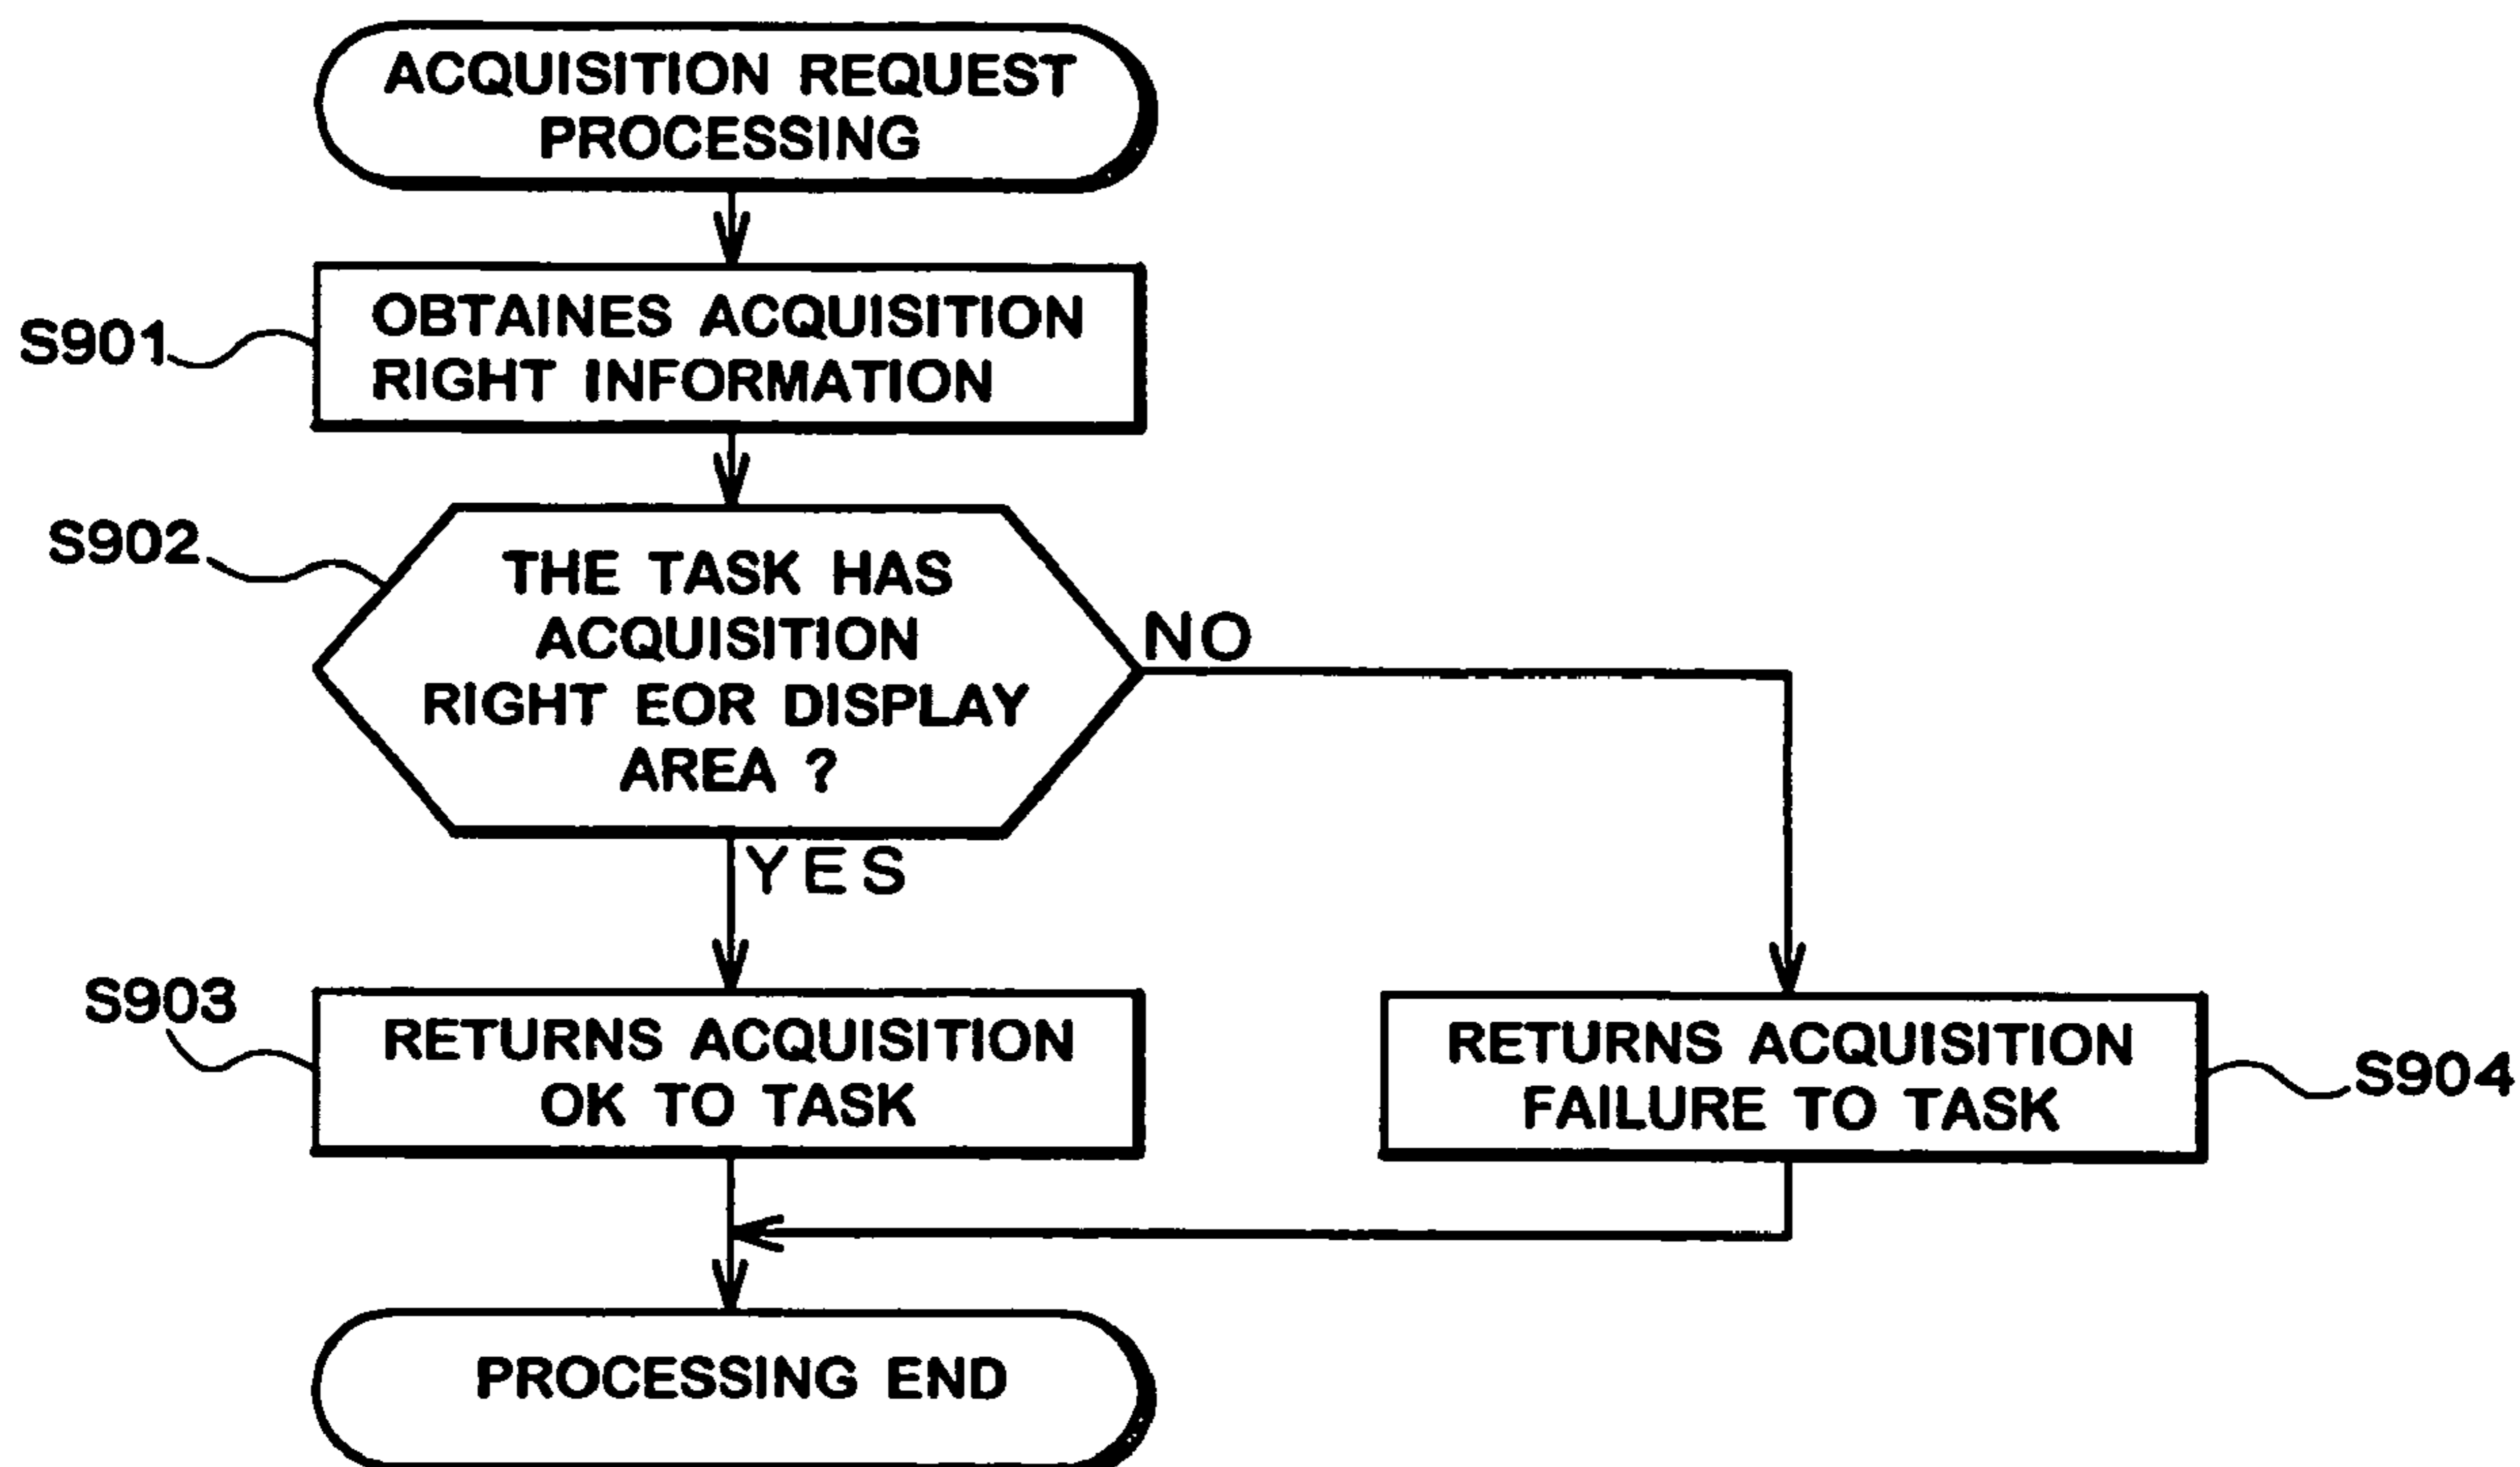 ACQUISITION REQUEST
PROCESSING
S901
OBTAINES ACQUISITION
RIGHT INFORMATION
S902
THE TASK HAS
ACQUISITION
RIGHT EOR DISPLAY
AREA ?
NO
YES
S903
RETURNS ACQUISITION
OK TO TASK
RETURNS ACQUISITION
FAILURE TO TASK
S904
PROCESSING END